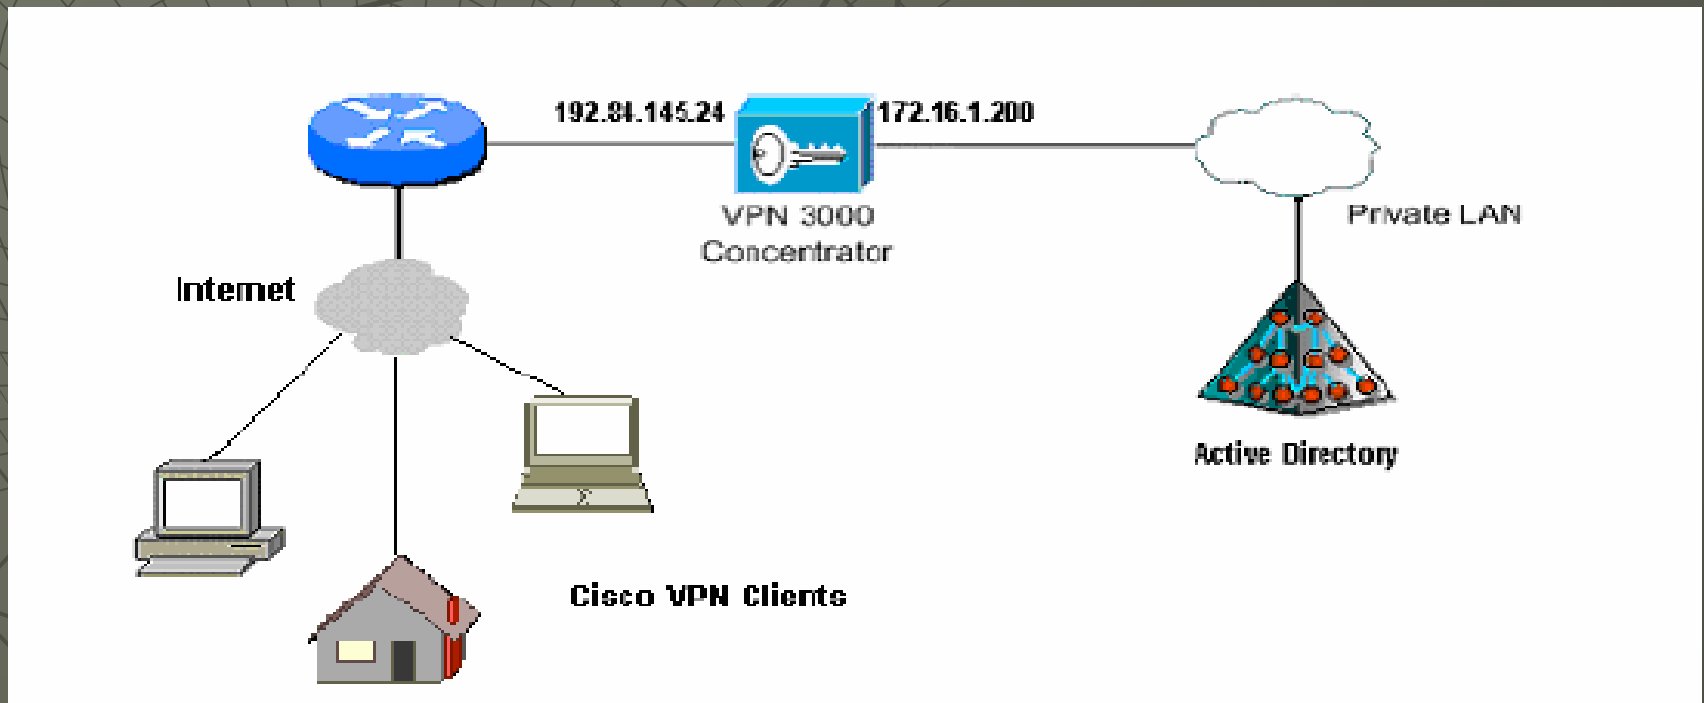 192.84.145.24
172.16.1.200
VPN 3000
Concentrator
Private LAN
Internet
Active Directory
Cisco VPN Clients